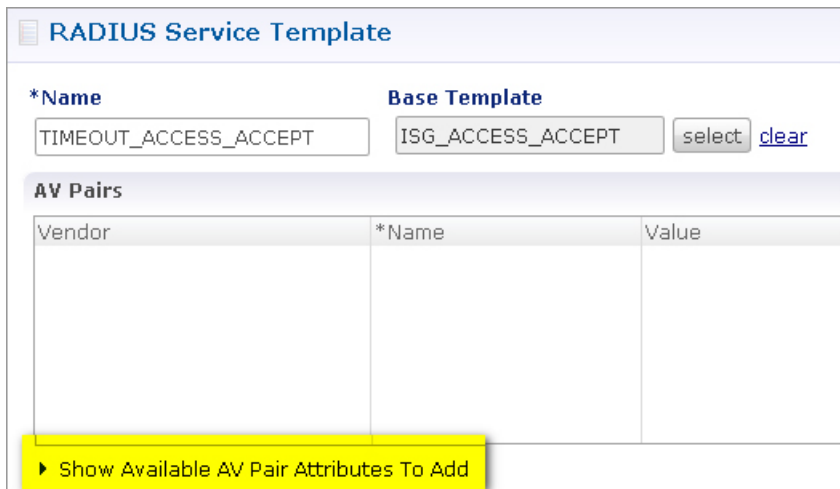 RADIUS Service Template
*Name Base Template
TIMEOUT_ACCESS_ACCEPT ISG_ACCESS_ACCEPT select clear
AV Pairs
Vendor *Name Value
Show Available AV Pair Attributes To Add